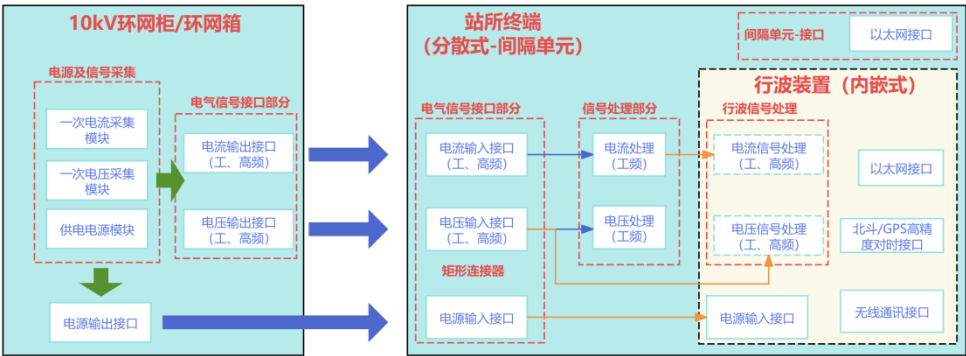 10kV环网柜/环网箱
电源及信号采集
一次电流采集
模块
一次电压采集
模块
供电电源模块
电气信号接口部分
电流输出接口
（工、高频）
电压输出接口
（工、高频）
电源输出接口
站所终端
（分散式-间隔单元）
间隔单元-接口
以太网接口
电气信号接口部分
电流输入接口
（工、高频）
电压输入接口
（工、高频）
矩形连接器
电源输入接口
信号处理部分
电流处理
（工频）
电压处理
（工频）
行波装置（内嵌式）
行波信号处理
电流信号处理
（工、高频）
电压信号处理
（工、高频）
电源输入接口
以太网接口
北斗/GPS高精
度对时接口
无线通讯接口